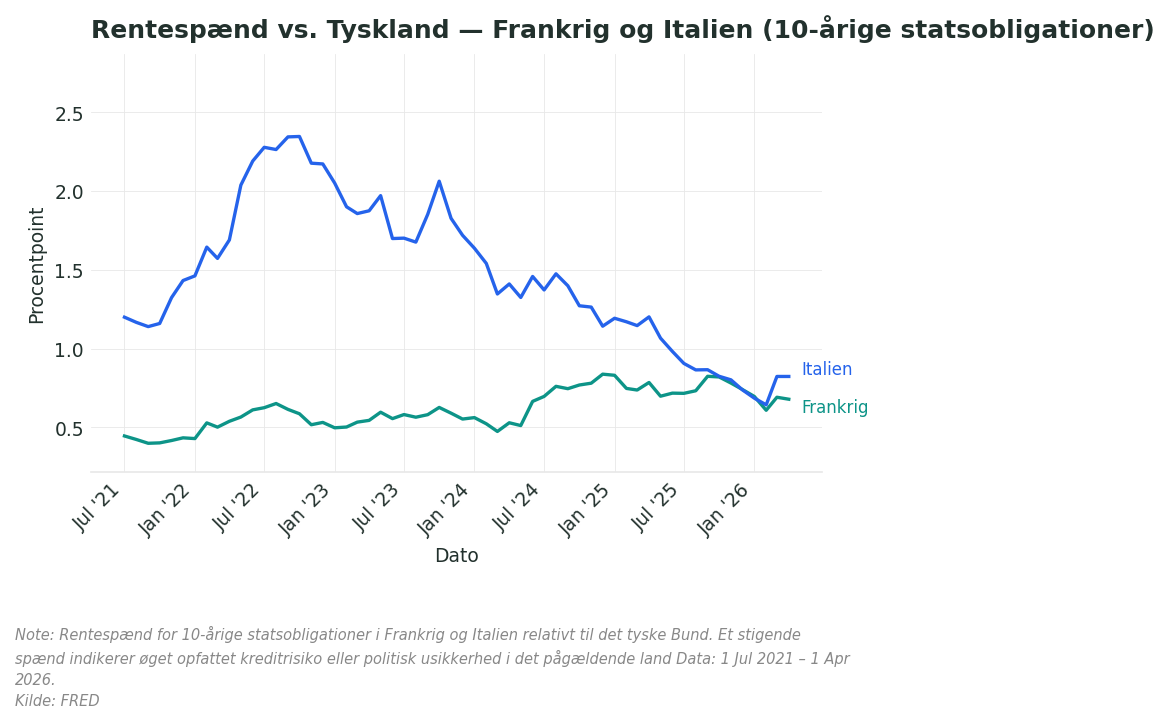 Rentespænd vs. Tyskland — Frankrig og Italien (10-årige statsobligationer)
Procentpoint
2.5
2.0
1.5
1.0
0.5
Italien
Frankrig
Jul '21
Jan '22
Jul '22
Jan '23
Jul '23
Jan '24
Jul '24
Jan '25
Jul '25
Jan '26
Dato
Note: Rentespænd for 10-årige statsobligationer i Frankrig og Italien relativt til det tyske Bund. Et stigende
spænd indikerer øget opfattet kreditrisiko eller politisk usikkerhed i det pågældende land Data: 1 Jul 2021 – 1 Apr
2026.
Kilde: FRED